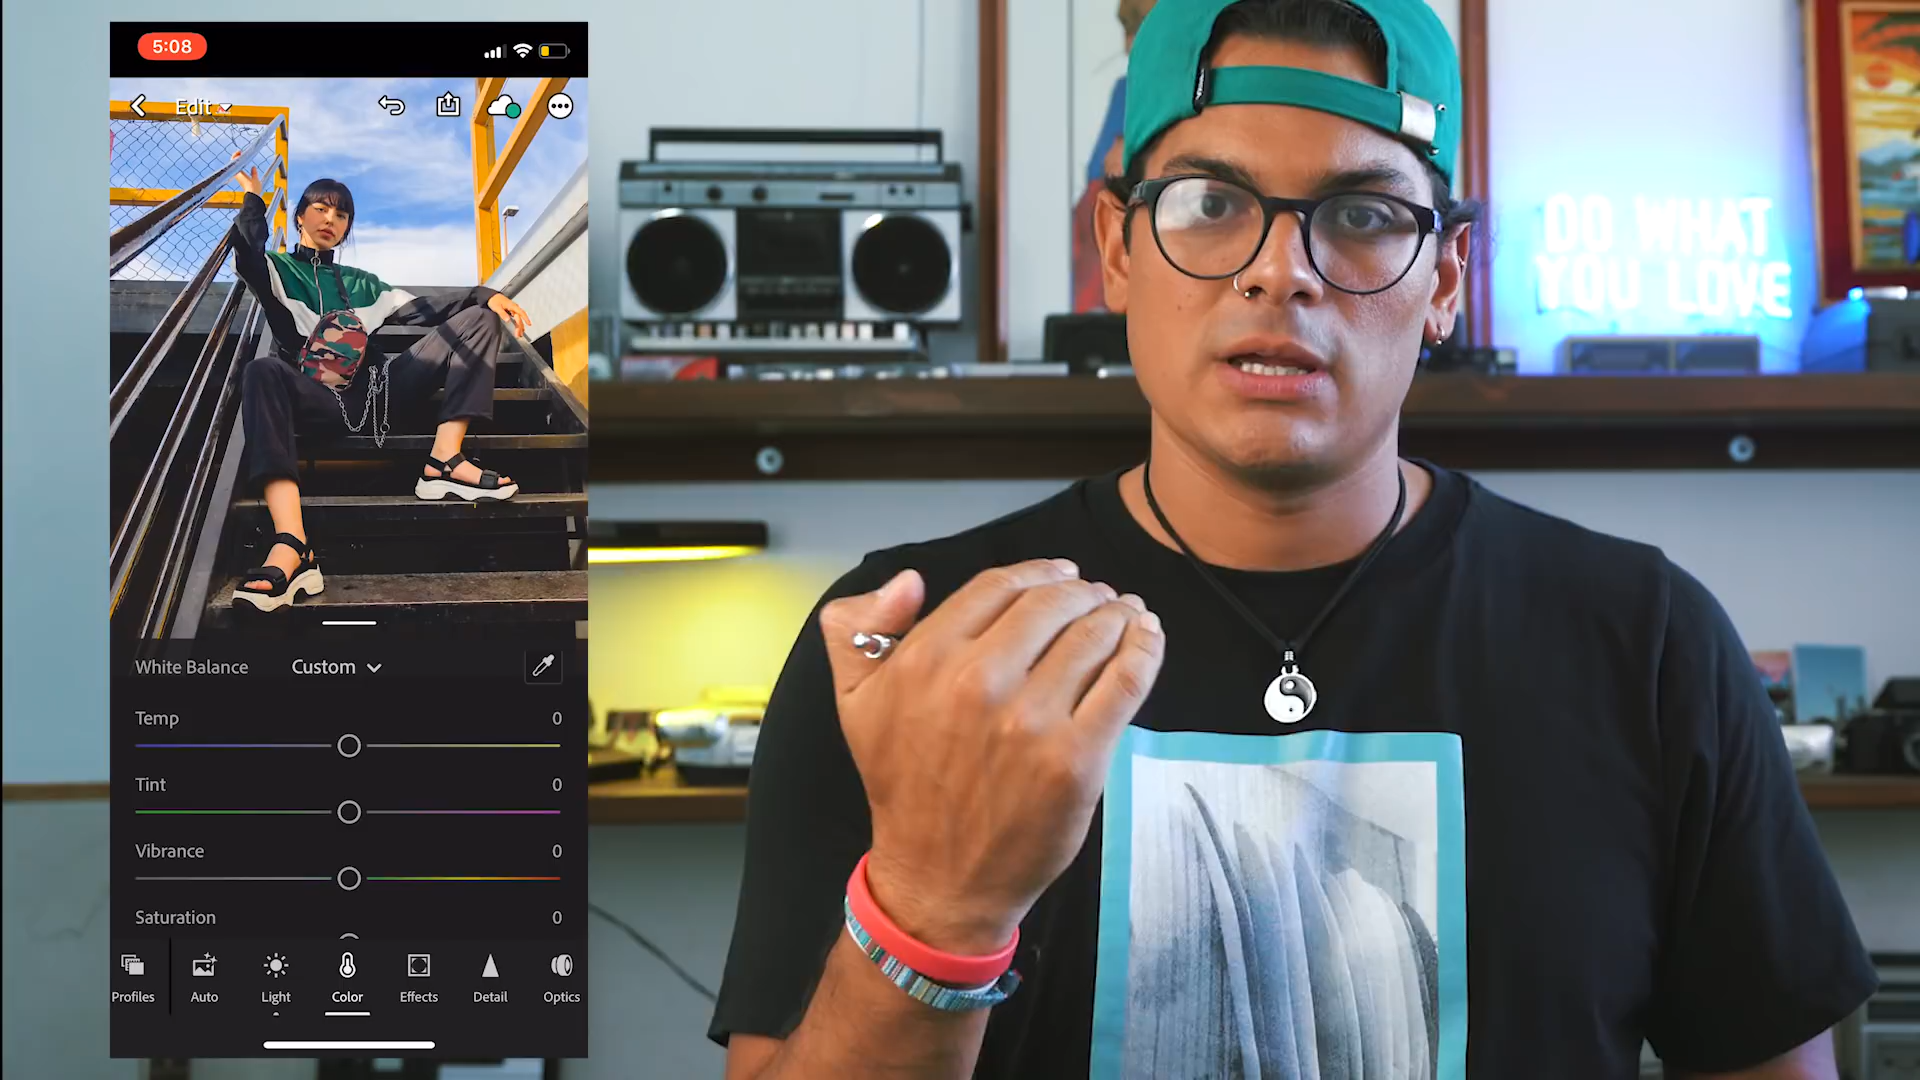 5:08
Edit
DO WHAT
YOU LOVE
White Balance Custom
Temp 0
Tint 0
Vibrance 0
Saturation 0
Profiles Auto Light Color Effects Detail Optics